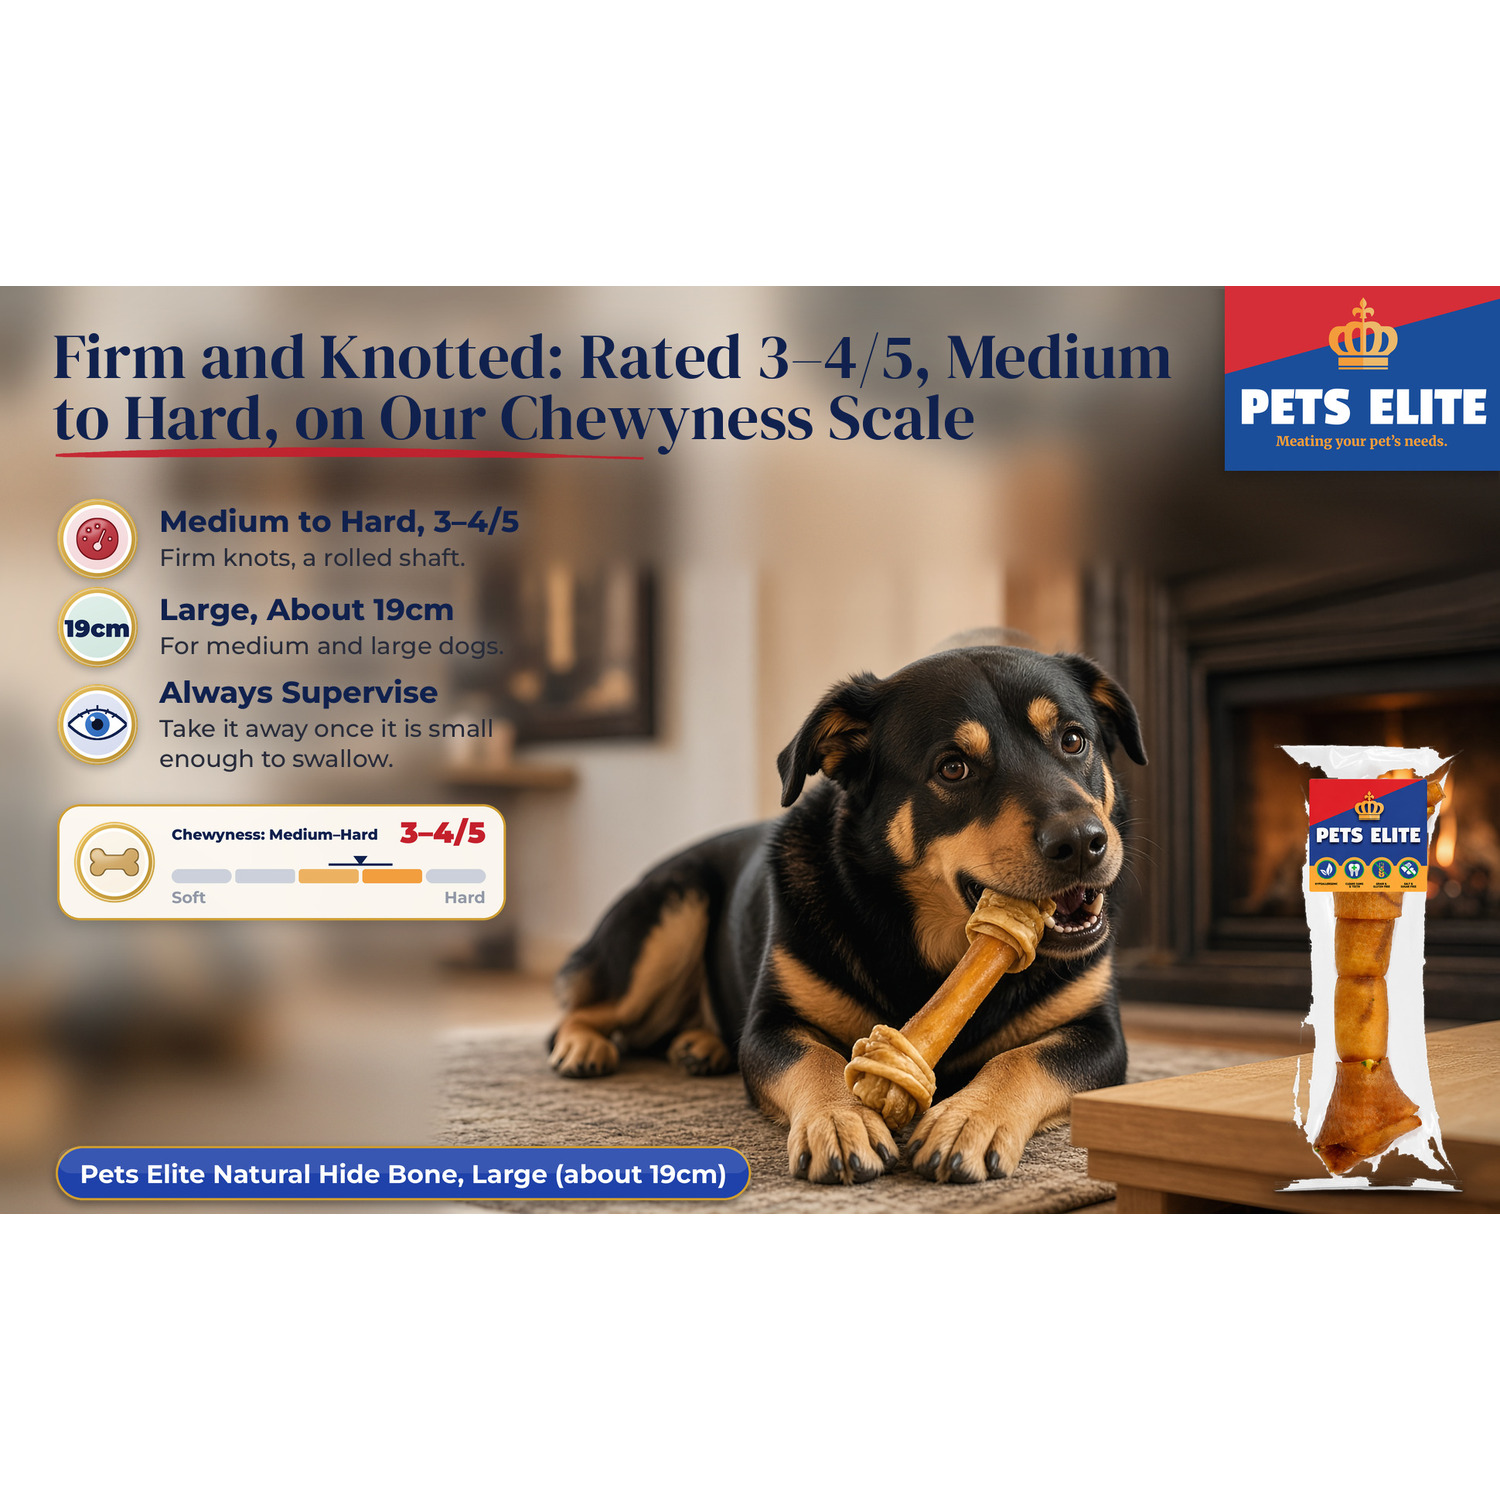 Firm and Knotted: Rated 3–4/5, Medium
to Hard, on Our Chewyness Scale
PETS ELITE
Meating your pet's needs.
Medium to Hard, 3–4/5
Firm knots, a rolled shaft.
19cm
Large, About 19cm
For medium and large dogs.
Always Supervise
Take it away once it is small
enough to swallow.
Chewyness: Medium–Hard
3–4/5
Soft
Hard
PETS ELITE
Pets Elite Natural Hide Bone, Large (about 19cm)